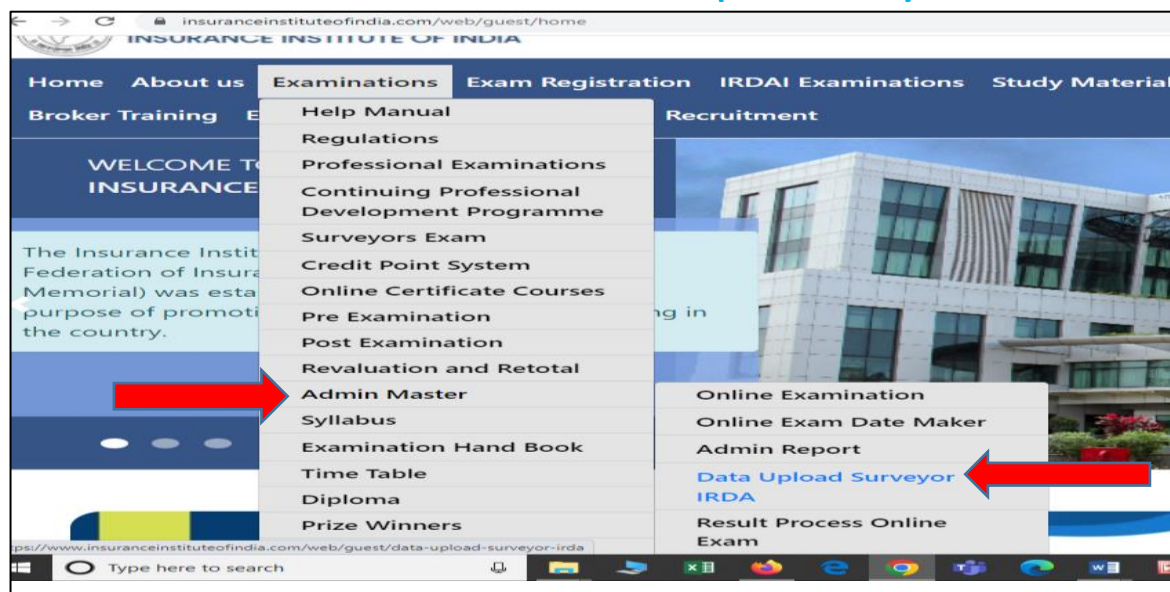 insuranceinstituteofindia.com/web/guest/home
INSURANCE INSTITUTE OF INDIA
Home About us Examinations Exam Registration IRDAI Examinations Study Material
Broker Training E Recruitment
Help Manual
Regulations
Professional Examinations
Continuing Professional
Development Programme
Surveyors Exam
Credit Point System
Online Certificate Courses
Pre Examination
Post Examination
Revaluation and Retotal
Admin Master
Syllabus
Examination Hand Book
Time Table
Diploma
Prize Winners
Online Examination
Online Exam Date Maker
Admin Report
Data Upload Surveyor
IRDA
Result Process Online
Exam
WELCOME T
INSURANCE
The Insurance Instit
Federation of Insura
Memorial) was esta
purpose of promoti ng in
the country.
tps://www.insuranceinstituteofindia.com/web/guest/data-upload-surveyor-irda
Type here to search